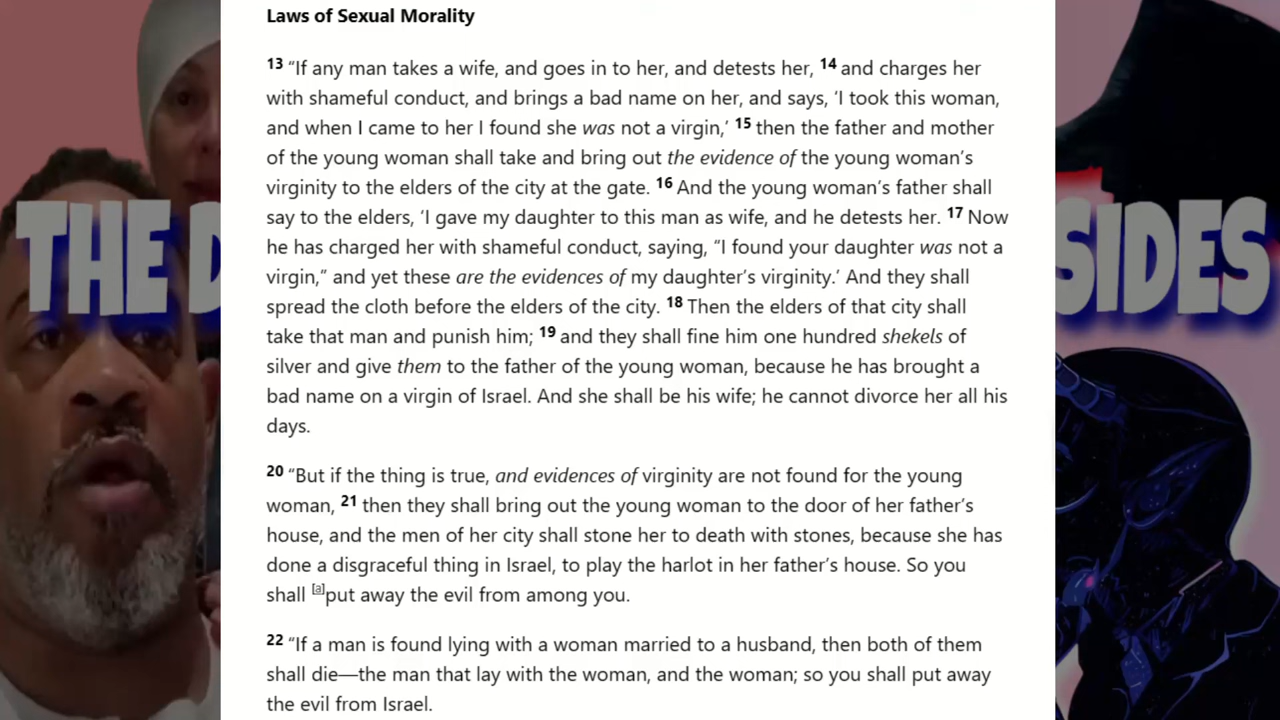 Laws of Sexual Morality
13 “If any man takes a wife, and goes in to her, and detests her, 14 and charges her
with shameful conduct, and brings a bad name on her, and says, ‘I took this woman,
and when I came to her I found she was not a virgin,’ 15 then the father and mother
of the young woman shall take and bring out the evidence of the young woman’s
virginity to the elders of the city at the gate. 16 And the young woman’s father shall
say to the elders, ‘I gave my daughter to this man as wife, and he detests her. 17 Now
he has charged her with shameful conduct, saying, “I found your daughter was not a
virgin,” and yet these are the evidences of my daughter’s virginity.’ And they shall
spread the cloth before the elders of the city. 18 Then the elders of that city shall
take that man and punish him; 19 and they shall fine him one hundred shekels of
silver and give them to the father of the young woman, because he has brought a
bad name on a virgin of Israel. And she shall be his wife; he cannot divorce her all his
days.
20 “But if the thing is true, and evidences of virginity are not found for the young
woman, 21 then they shall bring out the young woman to the door of her father’s
house, and the men of her city shall stone her to death with stones, because she has
done a disgraceful thing in Israel, to play the harlot in her father’s house. So you
shall [a]put away the evil from among you.
22 “If a man is found lying with a woman married to a husband, then both of them
shall die—the man that lay with the woman, and the woman; so you shall put away
the evil from Israel.
THE D
SIDES